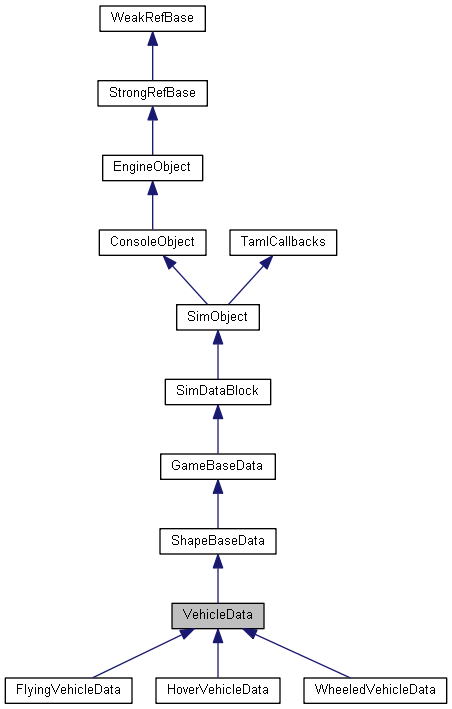 WeakRefBase
StrongRefBase
EngineObject
ConsoleObject
TamlCallbacks
SimObject
SimDataBlock
GameBaseData
ShapeBaseData
VehicleData
FlyingVehicleData
HoverVehicleData
WheeledVehicleData